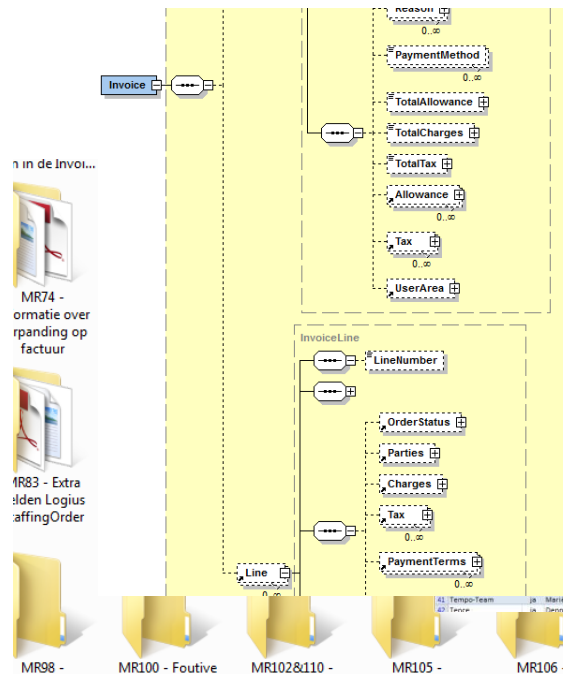 Reason
0..∞
PaymentMethod
0..∞
TotalAllowance
TotalCharges
TotalTax
Allowance
0..∞
Tax
0..∞
UserArea
Invoice
InvoiceLine
LineNumber
OrderStatus
Parties
Charges
Tax
0..∞
PaymentTerms
0..∞
Line
0..∞
n in de Invoi...
MR74 -
ormatie over
rpanding op
factuur
MR83 - Extra
elden Logius
taffingOrder
41 Tempo-Team ja
42
MR98 -
MR100 - Foutive
MR102&110 -
MR105 -
MR106 -